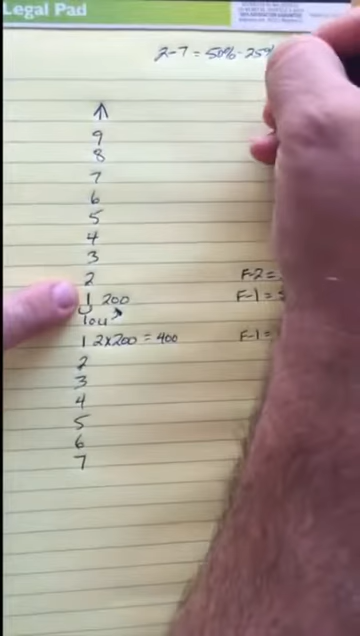 Legal Pad
2-7 = 50% - 25%
↑
9
8
7
6
5
4
3
2 F-2 =
1 200 F-1 =
You
1 2x200 = 400 F-1 =
2
3
4
5
6
7